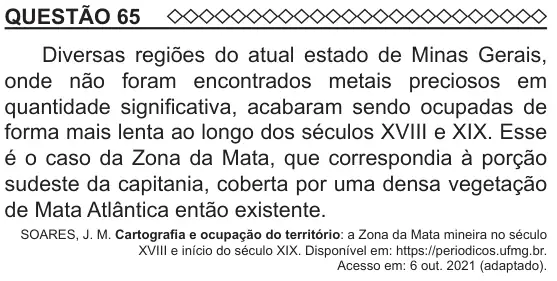 QUESTÃO 65
Diversas regiões do atual estado de Minas Gerais,
onde não foram encontrados metais preciosos em
quantidade significativa, acabaram sendo ocupadas de
forma mais lenta ao longo dos séculos XVIII e XIX. Esse
é o caso da Zona da Mata, que correspondia à porção
sudeste da capitania, coberta por uma densa vegetação
de Mata Atlântica então existente.
SOARES, J. M. Cartografia e ocupação do território: a Zona da Mata mineira no século
XVIII e início do século XIX. Disponível em: https://periodicos.ufmg.br.
Acesso em: 6 out. 2021 (adaptado).